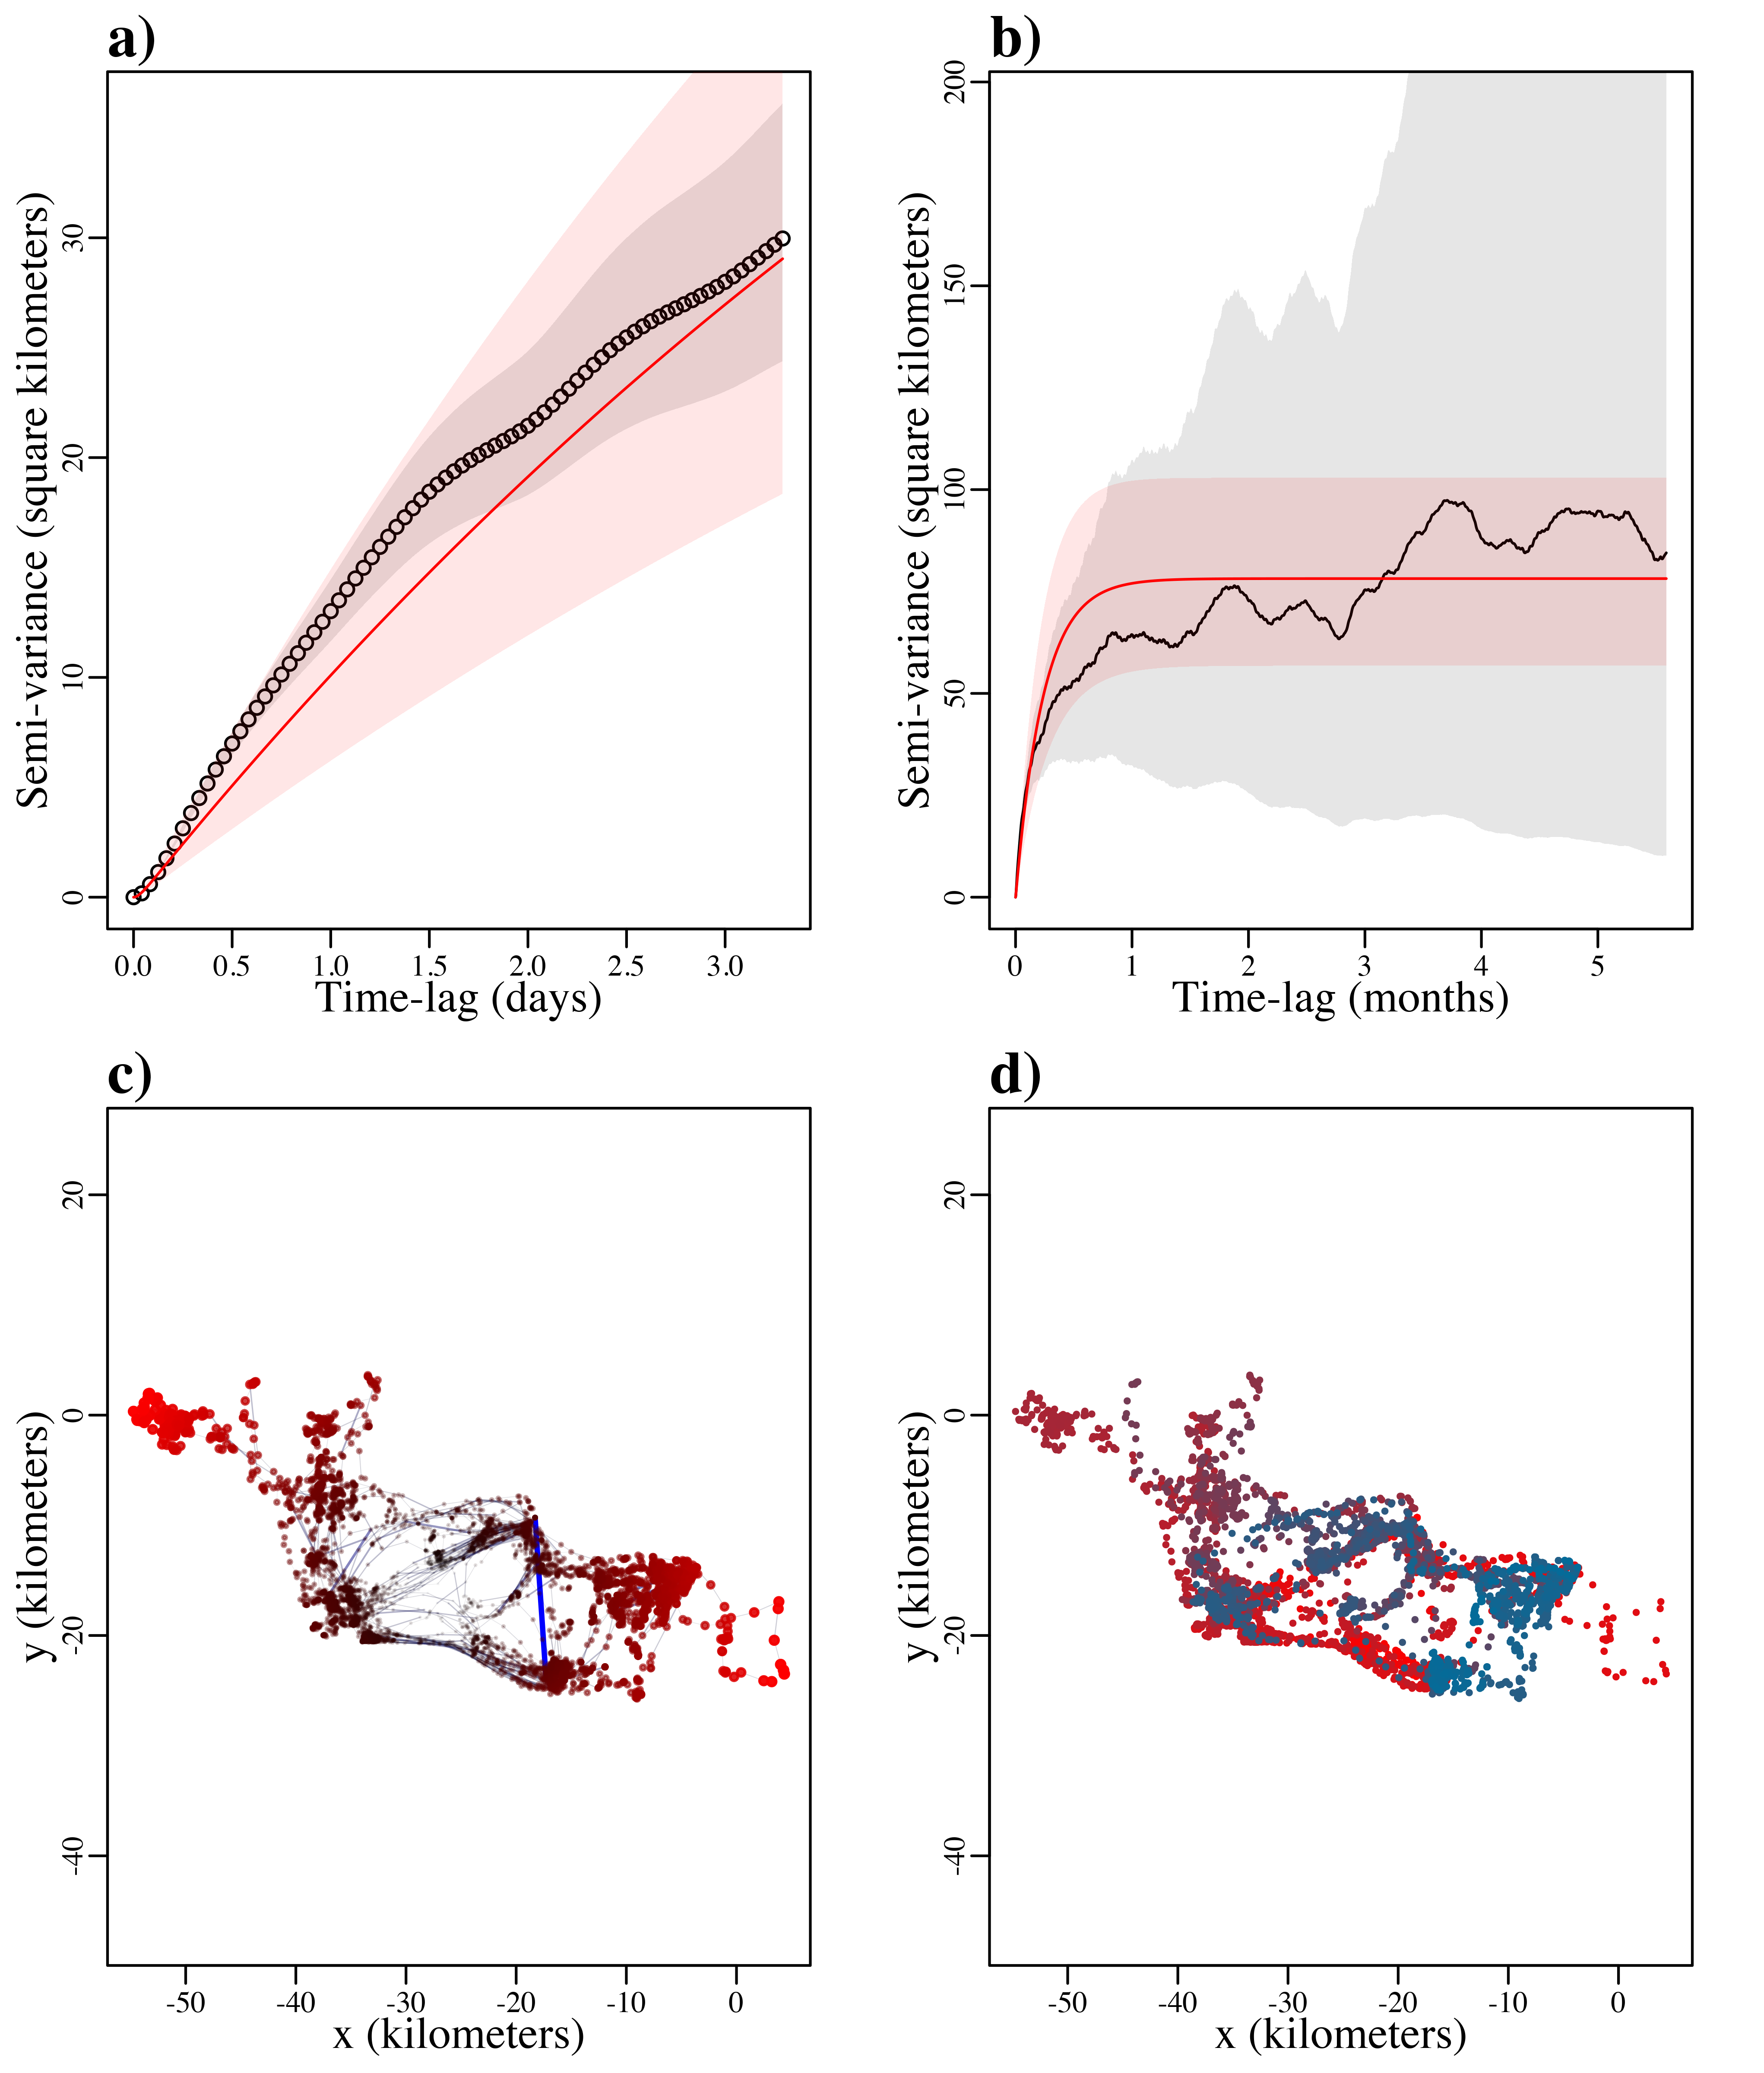 a)
Semi-variance (square kilometers)
30
20
10
0
0.0 0.5 1.0 1.5 2.0 2.5 3.0
Time-lag (days)
b)
Semi-variance (square kilometers)
200
150
100
50
0
0 1 2 3 4 5
Time-lag (months)
c)
y (kilometers)
20
0
-20
-40
-50 -40 -30 -20 -10 0
x (kilometers)
d)
y (kilometers)
20
0
-20
-40
-50 -40 -30 -20 -10 0
x (kilometers)